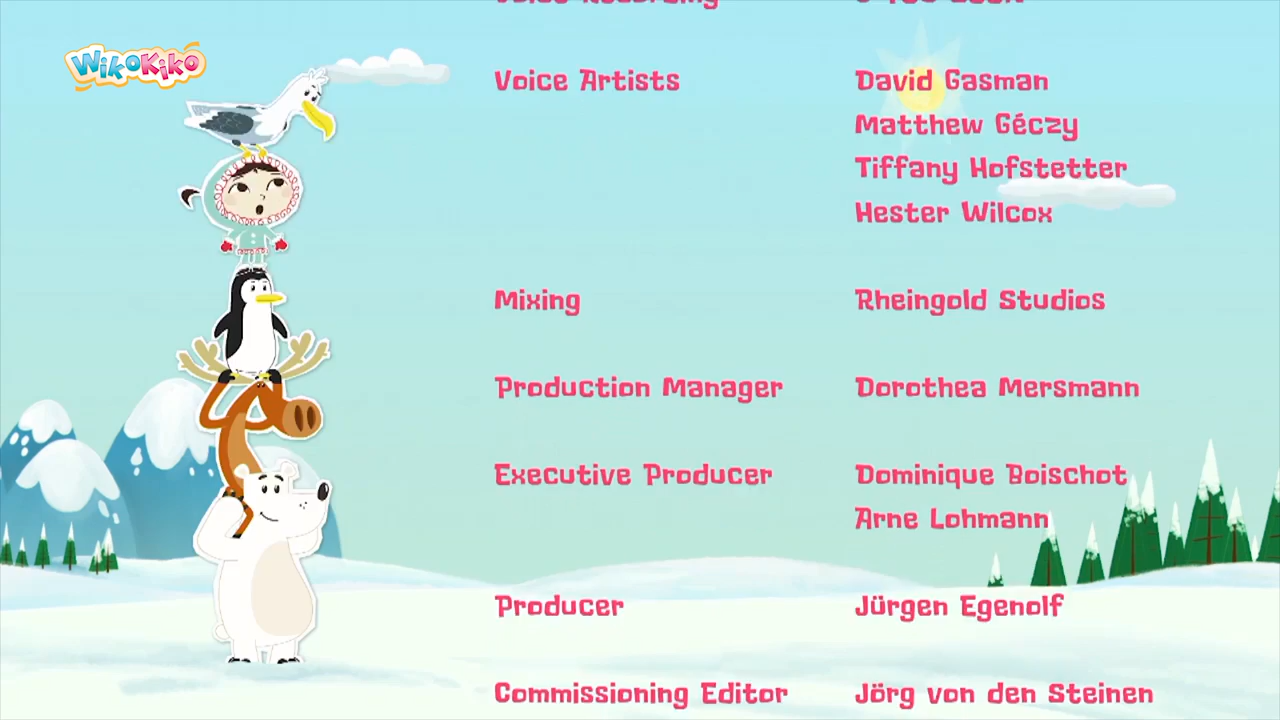 WikoKiko
Voice Artists David Gasman
Matthew Géczy
Tiffany Hofstetter
Hester Wilcox
Mixing Rheingold Studios
Production Manager Dorothea Mersmann
Executive Producer Dominique Boischot
Arne Lohmann
Producer Jürgen Egenolf
Commissioning Editor Jörg von den Steinen